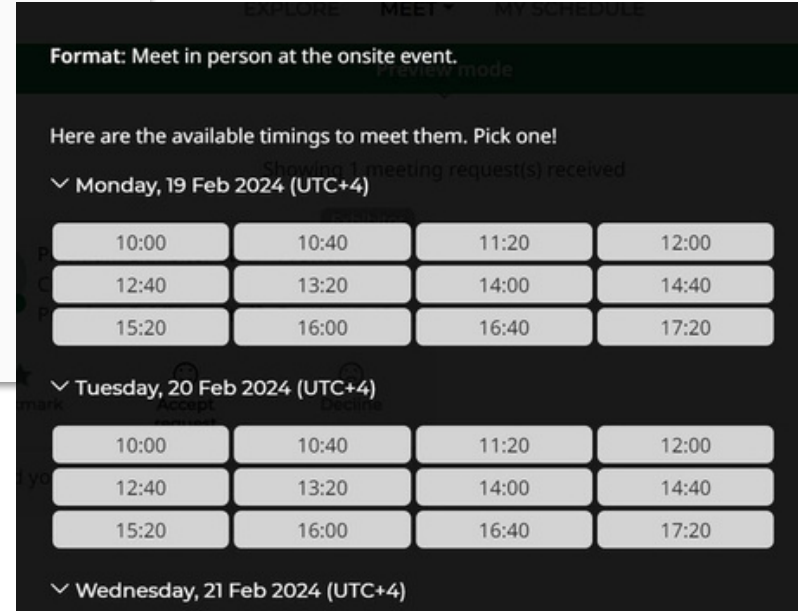 EXPLORE MEET MY SCHEDULE
Format: Meet in person at the onsite event.
Preview mode
Here are the available timings to meet them. Pick one!
Showing 1 meeting request(s) received
Monday, 19 Feb 2024 (UTC+4)
10:00 10:40 11:20 12:00
12:40 13:20 14:00 14:40
15:20 16:00 16:40 17:20
Tuesday, 20 Feb 2024 (UTC+4)
Accept Decline
request
10:00 10:40 11:20 12:00
12:40 13:20 14:00 14:40
15:20 16:00 16:40 17:20
Wednesday, 21 Feb 2024 (UTC+4)